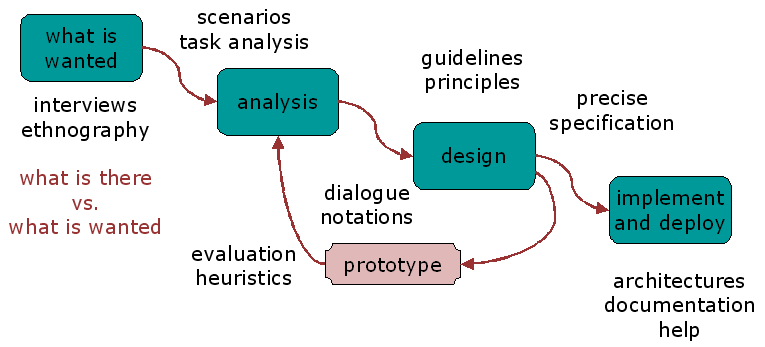 what is
wanted
scenarios
task analysis
interviews
ethnography
what is there
vs.
what is wanted
analysis
guidelines
principles
design
precise
specification
dialogue
notations
implement
and deploy
evaluation
heuristics
prototype
architectures
documentation
help